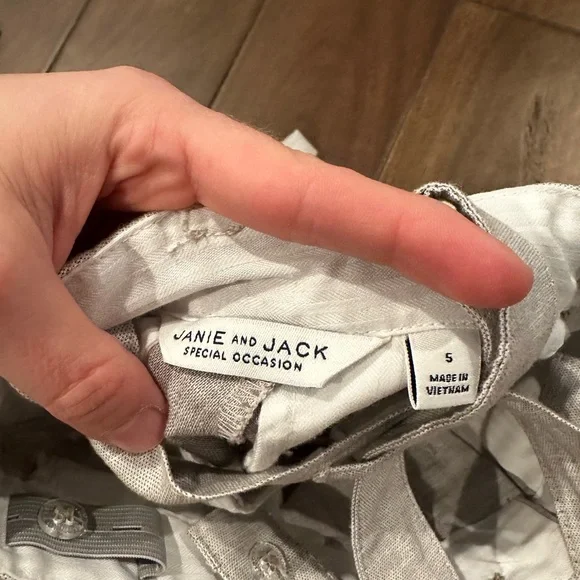 JANIE AND JACK
SPECIAL OCCASION
5
MADE IN
VIETNAM